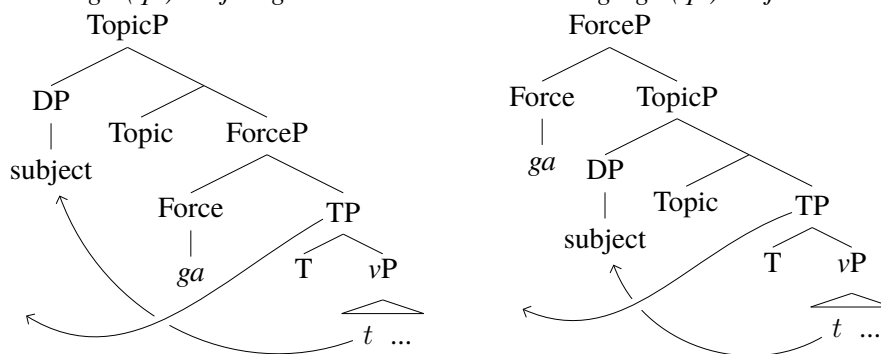 TopicP
DP
Topic ForceP
subject
Force TP
ga T vP
t ...
ForceP
Force TopicP
ga DP
Topic TP
subject
T vP
t ...